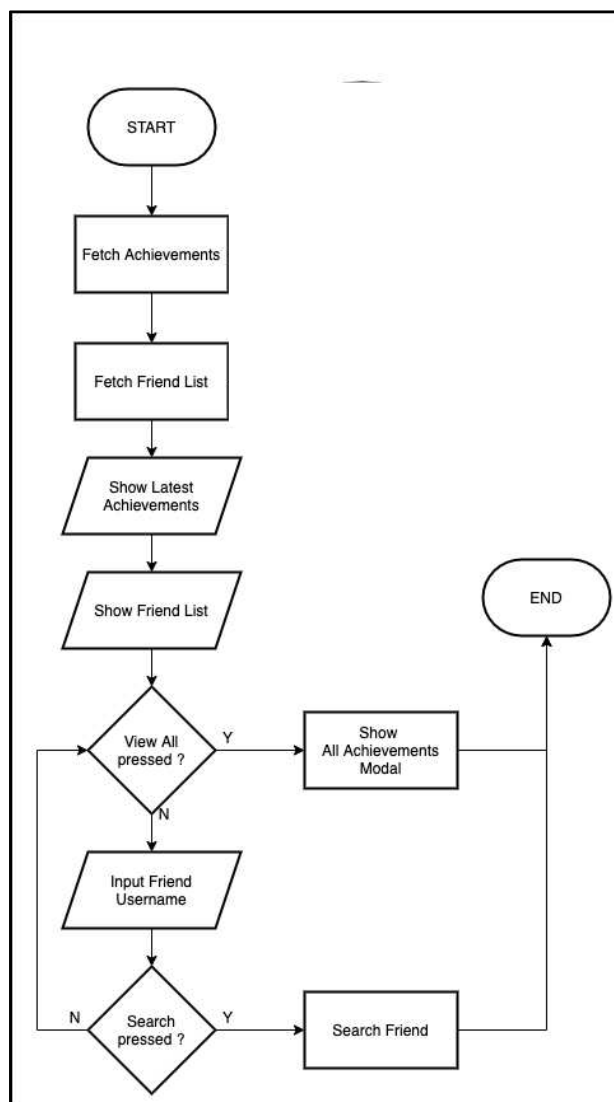 START
Fetch Achievements
Fetch Friend List
Show Latest
Achievements
Show Friend List
END
View All
pressed ?
Y
Show
All Achievements
Modal
N
Input Friend
Username
N
Search
pressed ?
Y
Search Friend